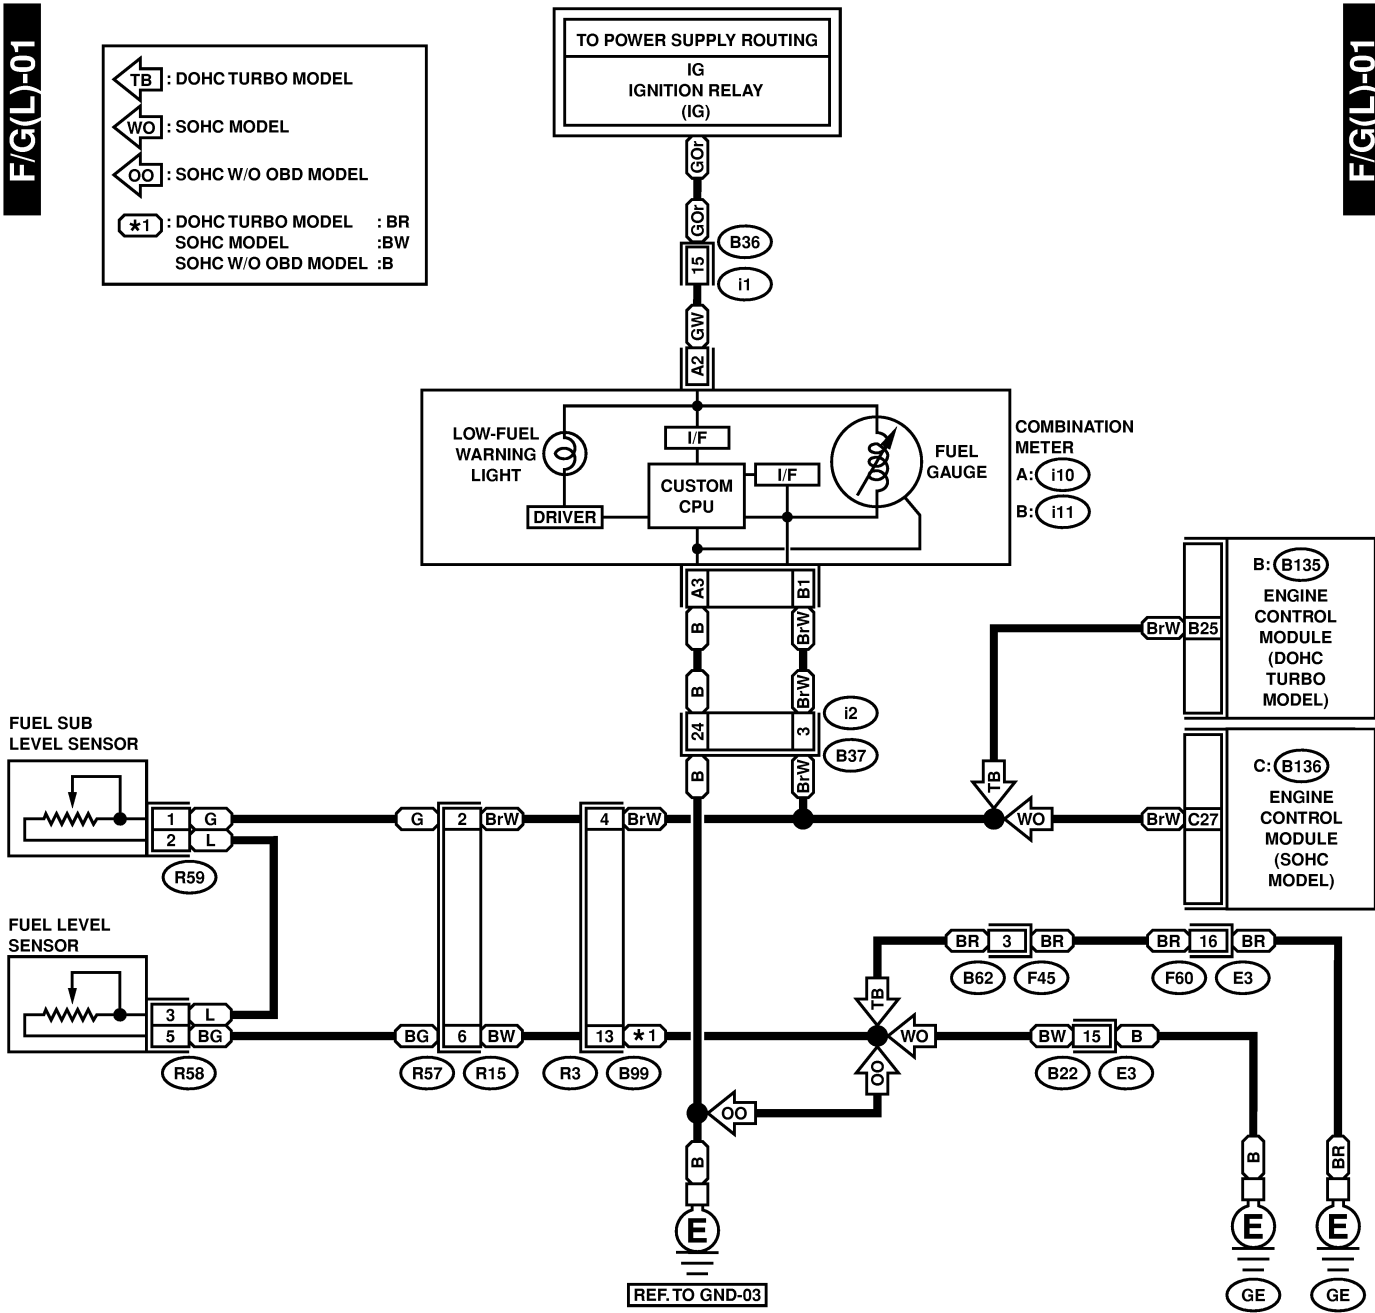 F/G(L)-01
F/G(L)-01
TB : DOHC TURBO MODEL
WO : SOHC MODEL
OO : SOHC W/O OBD MODEL
*1 : DOHC TURBO MODEL : BR
SOHC MODEL :BW
SOHC W/O OBD MODEL :B
TO POWER SUPPLY ROUTING
IG
IGNITION RELAY
(IG)
GOr
GOr
B36
15
i1
GW
A2
LOW-FUEL
WARNING
LIGHT
I/F
I/F
CUSTOM
CPU
DRIVER
FUEL
GAUGE
COMBINATION
METER
A: i10
B: i11
A3 B1
B BrW
B BrW
24 3
i2
B37
B BrW
B: B135
ENGINE
CONTROL
MODULE
(DOHC
TURBO
MODEL)
BrW B25
TB
C: B136
ENGINE
CONTROL
MODULE
(SOHC
MODEL)
WO BrW C27
FUEL SUB
LEVEL SENSOR
1 G G 2 BrW 4 BrW
2 L
R59
FUEL LEVEL
SENSOR
3 L
5 BG BG 6 BW 13 *1
R58 R57 R15 R3 B99
BR 3 BR BR 16 BR
B62 F45 F60 E3
TB
WO BW 15 B
B22 E3
OO
OO
B
B
BR
E
E
E
REF. TO GND-03
GE
GE